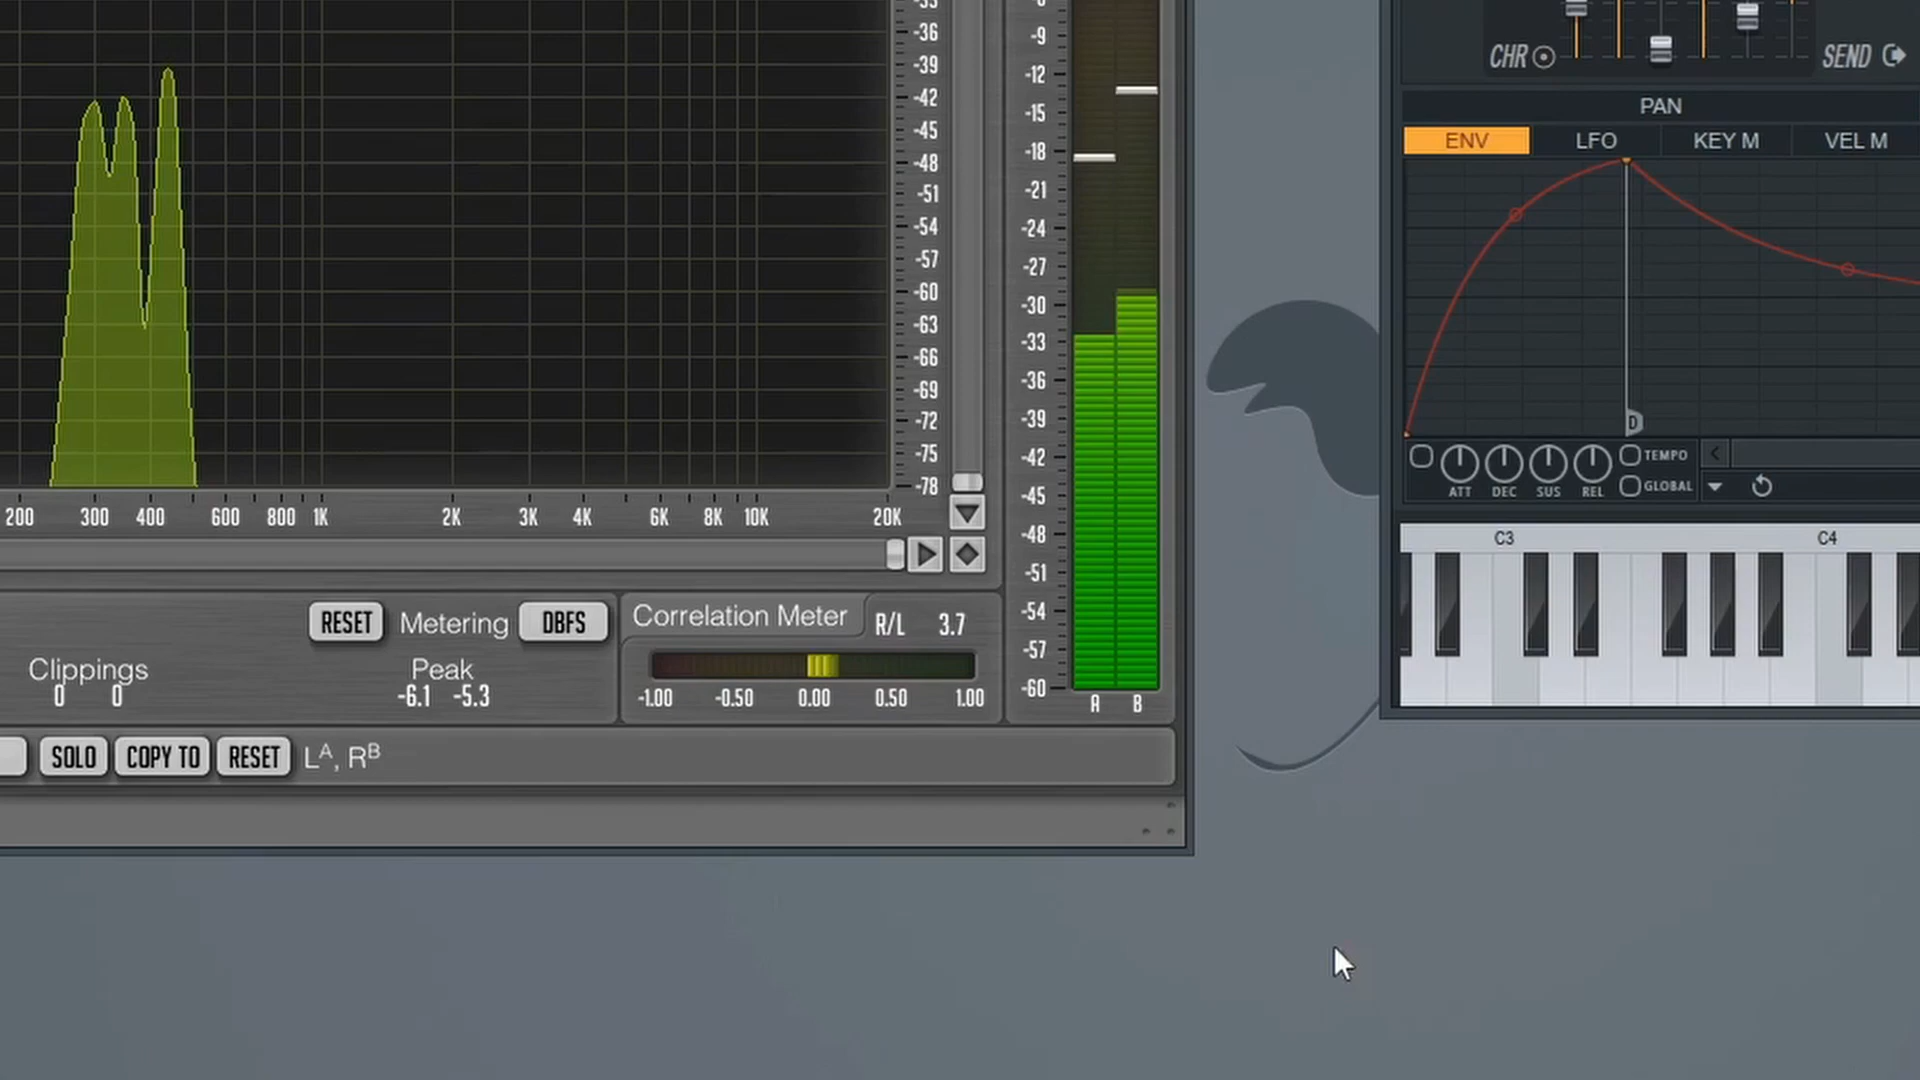 -36
-39
-42
-45
-48
-51
-54
-57
-60
-63
-66
-69
-72
-75
-78
200 300 400 600 800 1K 2K 3K 4K 6K 8K 10K 20K
-9
-12
-15
-18
-21
-24
-27
-30
-33
-36
-39
-42
-45
-48
-51
-54
-57
-60
A B
RESET Metering DBFS
Clippings Peak
0 0 -6.1 -5.3
Correlation Meter R/L 3.7
-1.00 -0.50 0.00 0.50 1.00
SOLO COPY TO RESET L^A, R^B
CHR SEND
PAN
ENV LFO KEY M VEL M
D
TEMPO
ATT DEC SUS REL GLOBAL
C3 C4